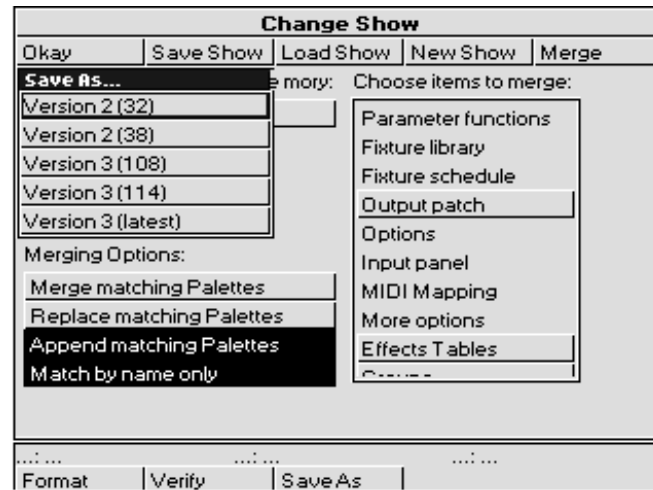 Change Show
Okay Save Show Load Show New Show Merge
Save As...
Version 2 (32)
Version 2 (38)
Version 3 (108)
Version 3 (114)
Version 3 (latest)
mory:
Merging Options:
Merge matching Palettes
Replace matching Palettes
Append matching Palettes
Match by name only
Choose items to merge:
Parameter functions
Fixture library
Fixture schedule
Output patch
Options
Input panel
MIDI Mapping
More options
Effects Tables
...: ... ...: ... ...: ...
Format Verify Save As